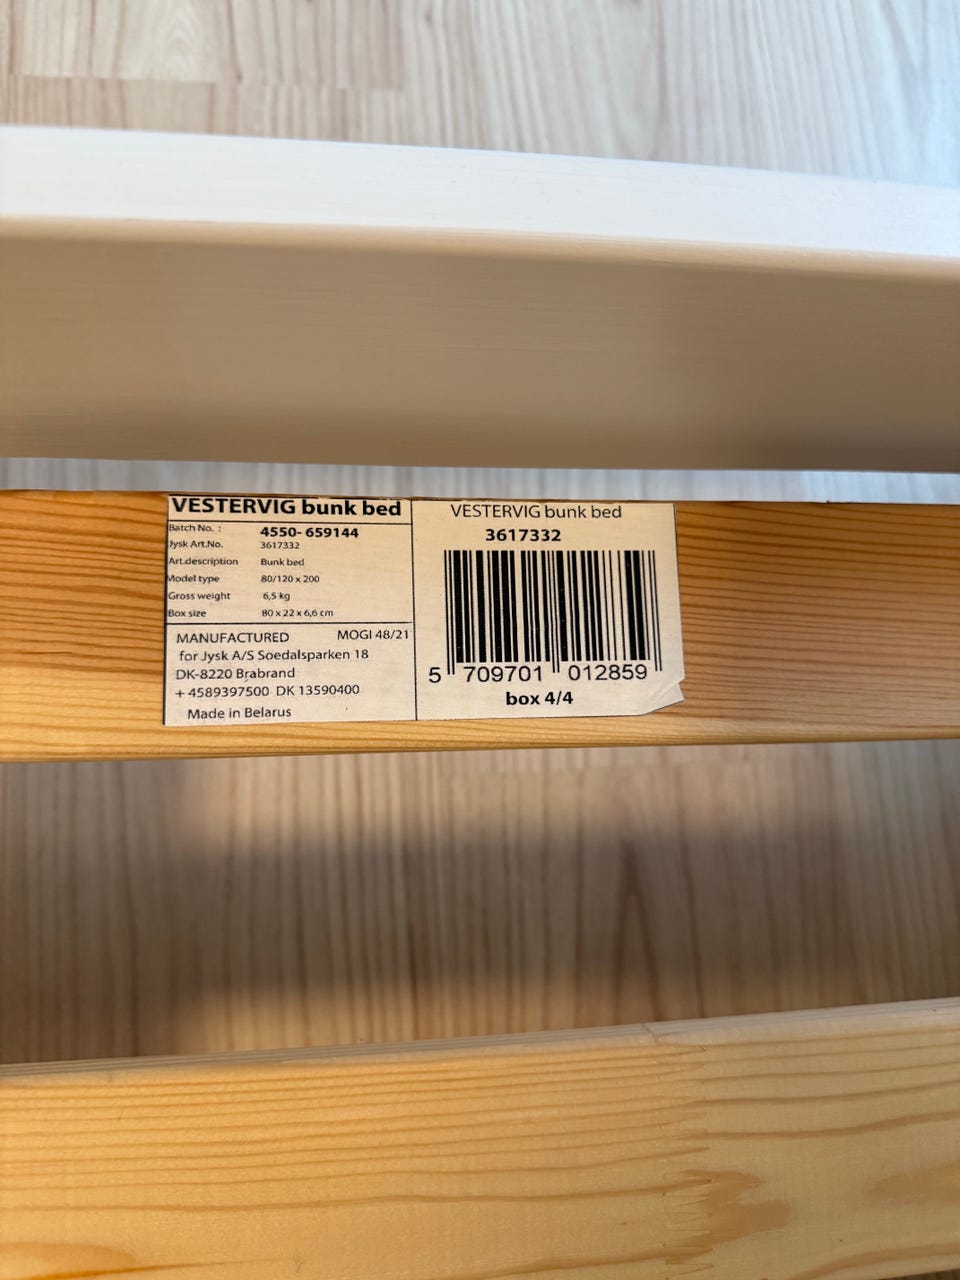 VESTERVIG bunk bed
Batch No. : 4550- 659144
Jysk Art.No. 3617332
Art.description Bunk bed
Model type 80/120 x 200
Gross weight 6,5 kg
Box size 80 x 22 x 6,6 cm
MANUFACTURED MOGI 48/21
for Jysk A/S Soedalsparken 18
DK-8220 Brabrand
+ 4589397500 DK 13590400
Made in Belarus
VESTERVIG bunk bed
3617332
5 709701 012859
box 4/4